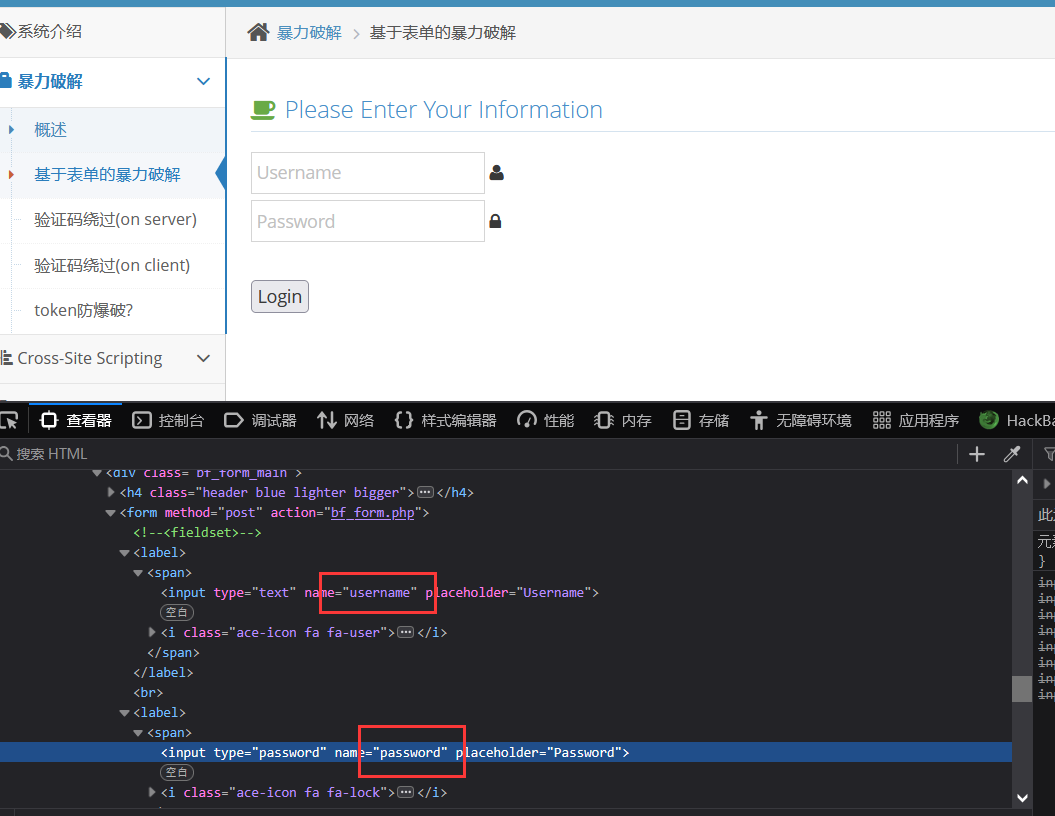 系统介绍
暴力破解 > 基于表单的暴力破解
暴力破解
Please Enter Your Information
概述
基于表单的暴力破解
Username
验证码绕过(on server)
Password
验证码绕过(on client)
Login
token防爆破?
Cross-Site Scripting
查看器 控制台 调试器 网络 {} 样式编辑器 性能 内存 存储 无障碍环境 应用程序 HackBa
搜索 HTML
<div class="bf_form_main">
<h4 class="header blue lighter bigger">···</h4>
<form method="post" action="bf_form.php">
<!--<fieldset>-->
<label>
<span>
<input type="text" name="username" placeholder="Username">
空白
<i class="ace-icon fa fa-user">···</i>
</span>
</label>
<br>
<label>
<span>
<input type="password" name="password" placeholder="Password">
空白
<i class="ace-icon fa fa-lock">···</i>
此
元
}
inp
inp
inp
inp
inp
inp
inp
inp